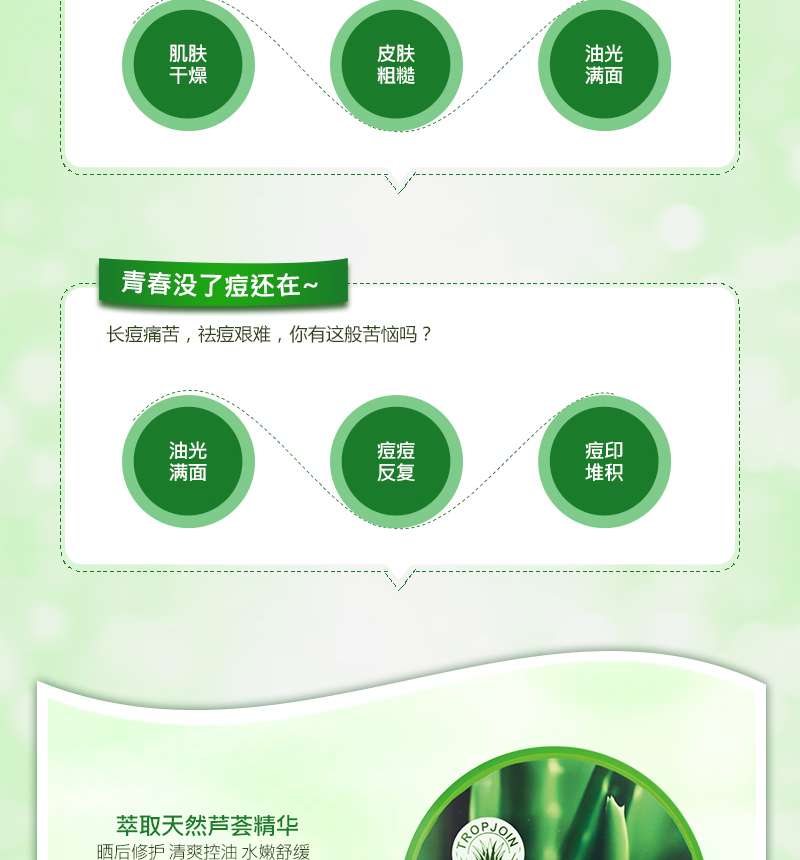 肌肤
干燥
皮肤
粗糙
油光
满面
青春没了痘还在~
长痘痛苦，祛痘艰难，你有这般苦恼吗？
油光
满面
痘痘
反复
痘印
堆积
萃取天然芦荟精华
晒后修护 清爽控油 水嫩舒缓
TROPJOIN